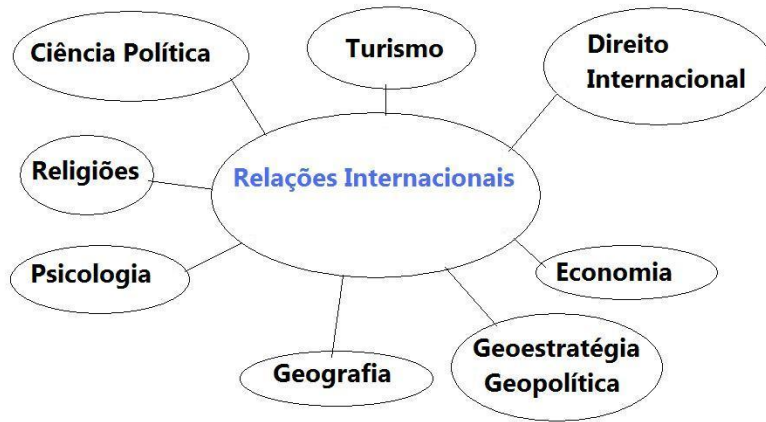 Ciência Política
Turismo
Direito
Internacional
Religiões
Relações Internacionais
Psicologia
Economia
Geografia
Geoestratégia
Geopolítica